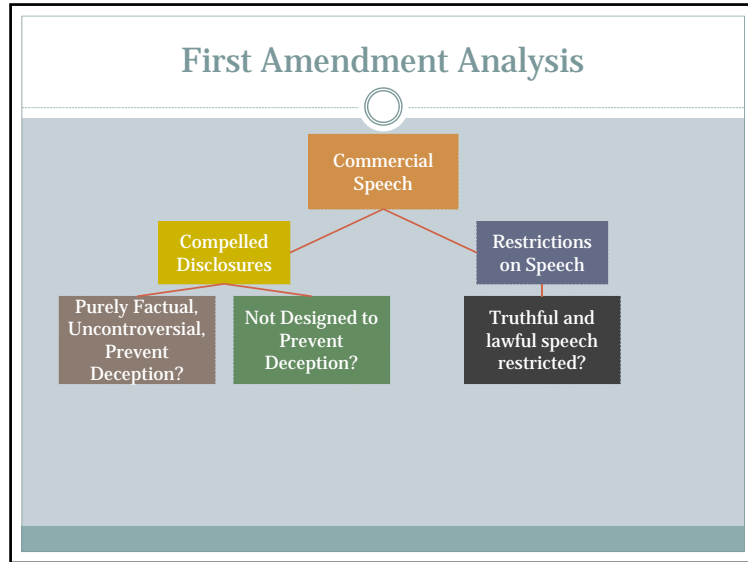 First Amendment Analysis
Commercial
Speech
Compelled
Disclosures
Restrictions
on Speech
Purely Factual,
Uncontroversial,
Prevent
Deception?
Not Designed to
Prevent
Deception?
Truthful and
lawful speech
restricted?